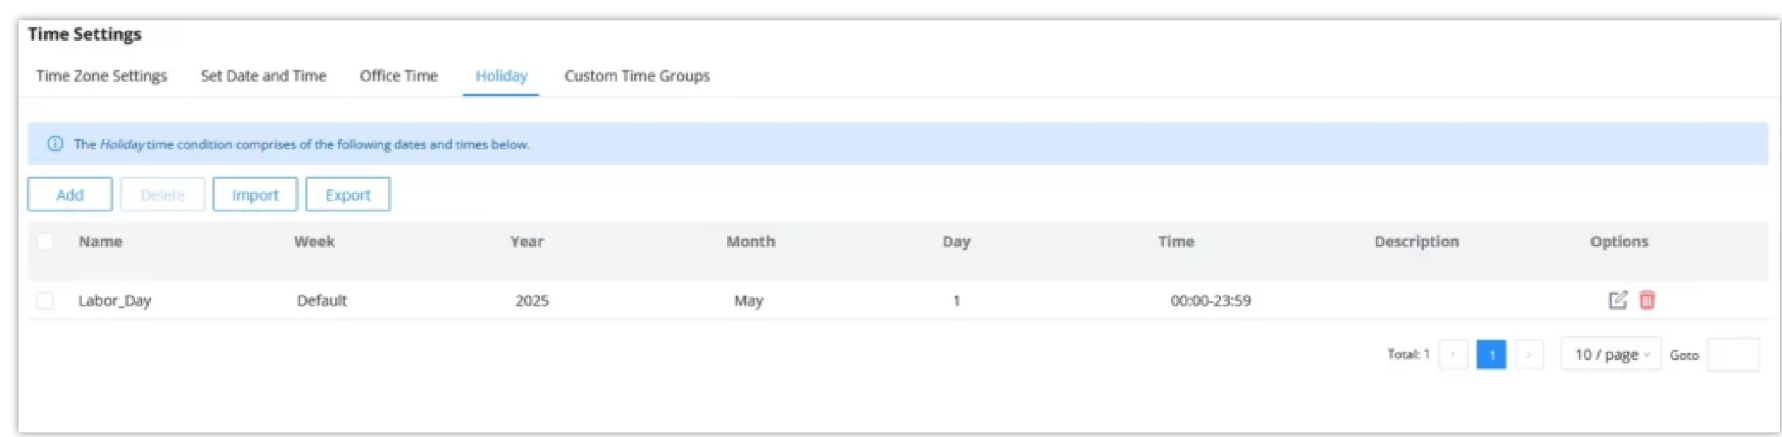 Time Settings
Time Zone Settings Set Date and Time Office Time Holiday Custom Time Groups
The Holiday time condition comprises of the following dates and times below.
Add Delete Import Export
Name Week Year Month Day Time Description Options
Labor_Day Default 2025 May 1 00:00-23:59
Total: 1 < 1 > 10 / page Goto